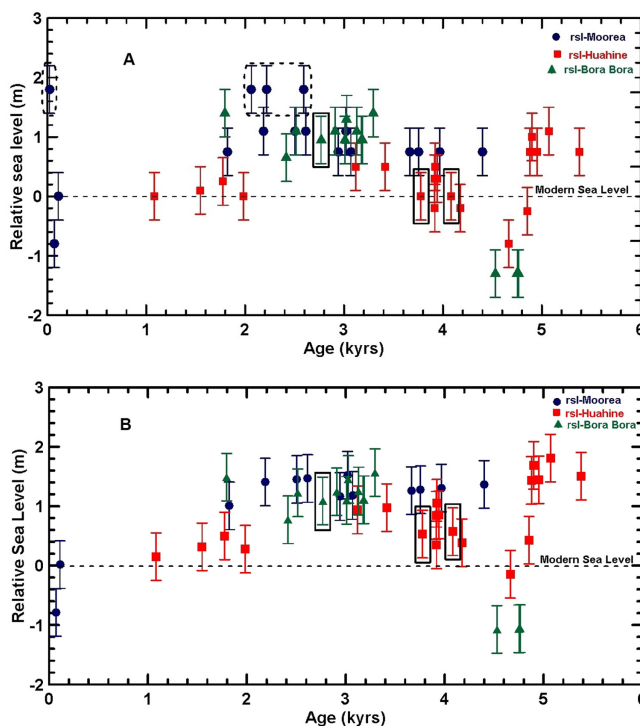 A
rsl-Moorea
rsl-Huahine
rsl-Bora Bora
3
2
1
0
-1
-2
Relative sea level (m)
Modern Sea Level
0
1
2
3
4
5
6
Age (kyrs)
B
rsl-Moorea
rsl-Huahine
rsl-Bora Bora
3
2
1
0
-1
-2
Relative Sea Level (m)
Modern Sea Level
0
1
2
3
4
5
6
Age (kyrs)